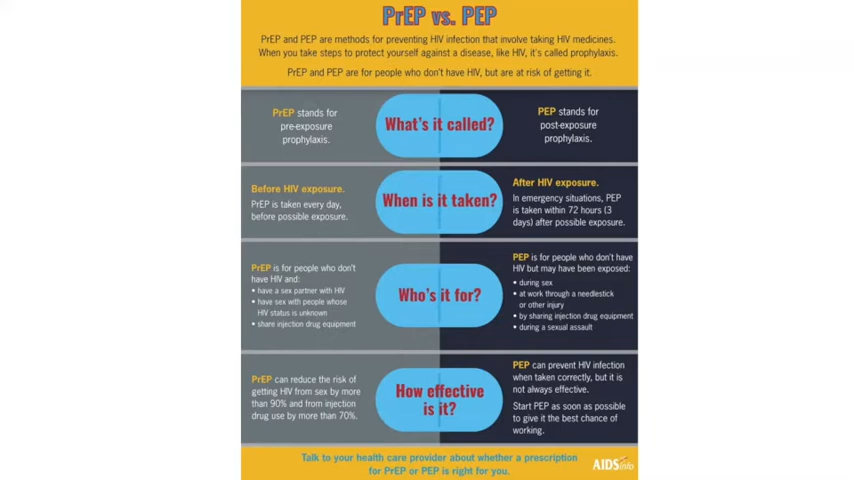 PrEP vs. PEP
PrEP and PEP are methods for preventing HIV infection that involve taking HIV medicines.
When you take steps to protect yourself against a disease, like HIV, it's called prophylaxis.
PrEP and PEP are for people who don't have HIV, but are at risk of getting it.
What's it called?
PrEP stands for
pre-exposure
prophylaxis.
PEP stands for
post-exposure
prophylaxis.
When is it taken?
Before HIV exposure.
PrEP is taken every day,
before possible exposure.
After HIV exposure.
In emergency situations, PEP
is taken within 72 hours (3
days) after possible exposure.
Who's it for?
PrEP is for people who don't
have HIV and:
• have a sex partner with HIV
• have sex with people whose
HIV status is unknown
• share injection drug equipment
PEP is for people who don't have
HIV but may have been exposed:
• during sex
• at work through a needlestick
or other injury
• by sharing injection drug equipment
• during a sexual assault
How effective
is it?
PrEP can reduce the risk of
getting HIV from sex by more
than 90% and from injection
drug use by more than 70%.
PEP can prevent HIV infection
when taken correctly, but it is
not always effective.
Start PEP as soon as possible
to give it the best chance of
working.
Talk to your health care provider about whether a prescription
for PrEP or PEP is right for you.
AIDSinfo